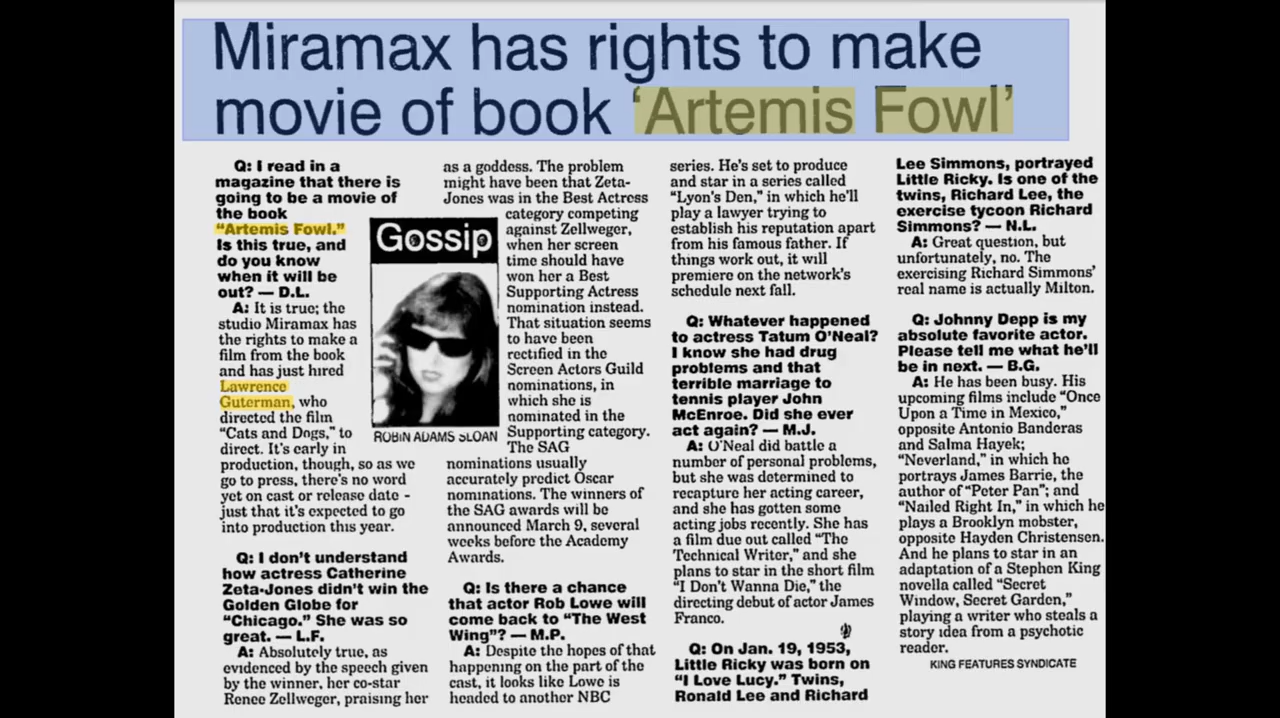 Miramax has rights to make
movie of book ‘Artemis Fowl’
Q: I read in a
magazine that there is
going to be a movie of
the book
“Artemis Fowl.”
Is this true, and
do you know
when it will be
out? — D.L.
A: It is true; the
studio Miramax has
the rights to make a
film from the book
and has just hired
Lawrence
Guterman, who
directed the film
“Cats and Dogs,” to
direct. It’s early in
production, though, so as we
go to press, there’s no word
yet on cast or release date -
just that it’s expected to go
into production this year.
Q: I don’t understand
how actress Catherine
Zeta-Jones didn’t win the
Golden Globe for
“Chicago.” She was so
great. — L.F.
A: Absolutely true, as
evidenced by the speech given
by the winner, her co-star
Renee Zellweger, praising her
Gossip
ROBIN ADAMS SLOAN
as a goddess. The problem
might have been that Zeta-
Jones was in the Best Actress
category competing
against Zellweger,
when her screen
time should have
won her a Best
Supporting Actress
nomination instead.
That situation seems
to have been
rectified in the
Screen Actors Guild
nominations, in
which she is
nominated in the
Supporting category.
The SAG
nominations usually
accurately predict Oscar
nominations. The winners of
the SAG awards will be
announced March 9, several
weeks before the Academy
Awards.
Q: Is there a chance
that actor Rob Lowe will
come back to “The West
Wing”? — M.P.
A: Despite the hopes of that
happening on the part of the
cast, it looks like Lowe is
headed to another NBC
series. He’s set to produce
and star in a series called
“Lyon’s Den,” in which he’ll
play a lawyer trying to
establish his reputation apart
from his famous father. If
things work out, it will
premiere on the network’s
schedule next fall.
Q: Whatever happened
to actress Tatum O’Neal?
I know she had drug
problems and that
terrible marriage to
tennis player John
McEnroe. Did she ever
act again? — M.J.
A: O’Neal did battle a
number of personal problems,
but she was determined to
recapture her acting career,
and she has gotten some
acting jobs recently. She has
a film due out called “The
Technical Writer,” and she
plans to star in the short film
“I Don’t Wanna Die,” the
directing debut of actor James
Franco.
Q: On Jan. 19, 1953,
Little Ricky was born on
“I Love Lucy.” Twins,
Ronald Lee and Richard
Lee Simmons, portrayed
Little Ricky. Is one of the
twins, Richard Lee, the
exercise tycoon Richard
Simmons? — N.L.
A: Great question, but
unfortunately, no. The
exercising Richard Simmons’
real name is actually Milton.
Q: Johnny Depp is my
absolute favorite actor.
Please tell me what he’ll
be in next. — B.G.
A: He has been busy. His
upcoming films include “Once
Upon a Time in Mexico,”
opposite Antonio Banderas
and Salma Hayek;
“Neverland,” in which he
portrays James Barrie, the
author of “Peter Pan”; and
“Nailed Right In,” in which he
plays a Brooklyn mobster,
opposite Hayden Christensen.
And he plans to star in an
adaptation of a Stephen King
novella called “Secret
Window, Secret Garden,”
playing a writer who steals a
story idea from a psychotic
reader.
KING FEATURES SYNDICATE